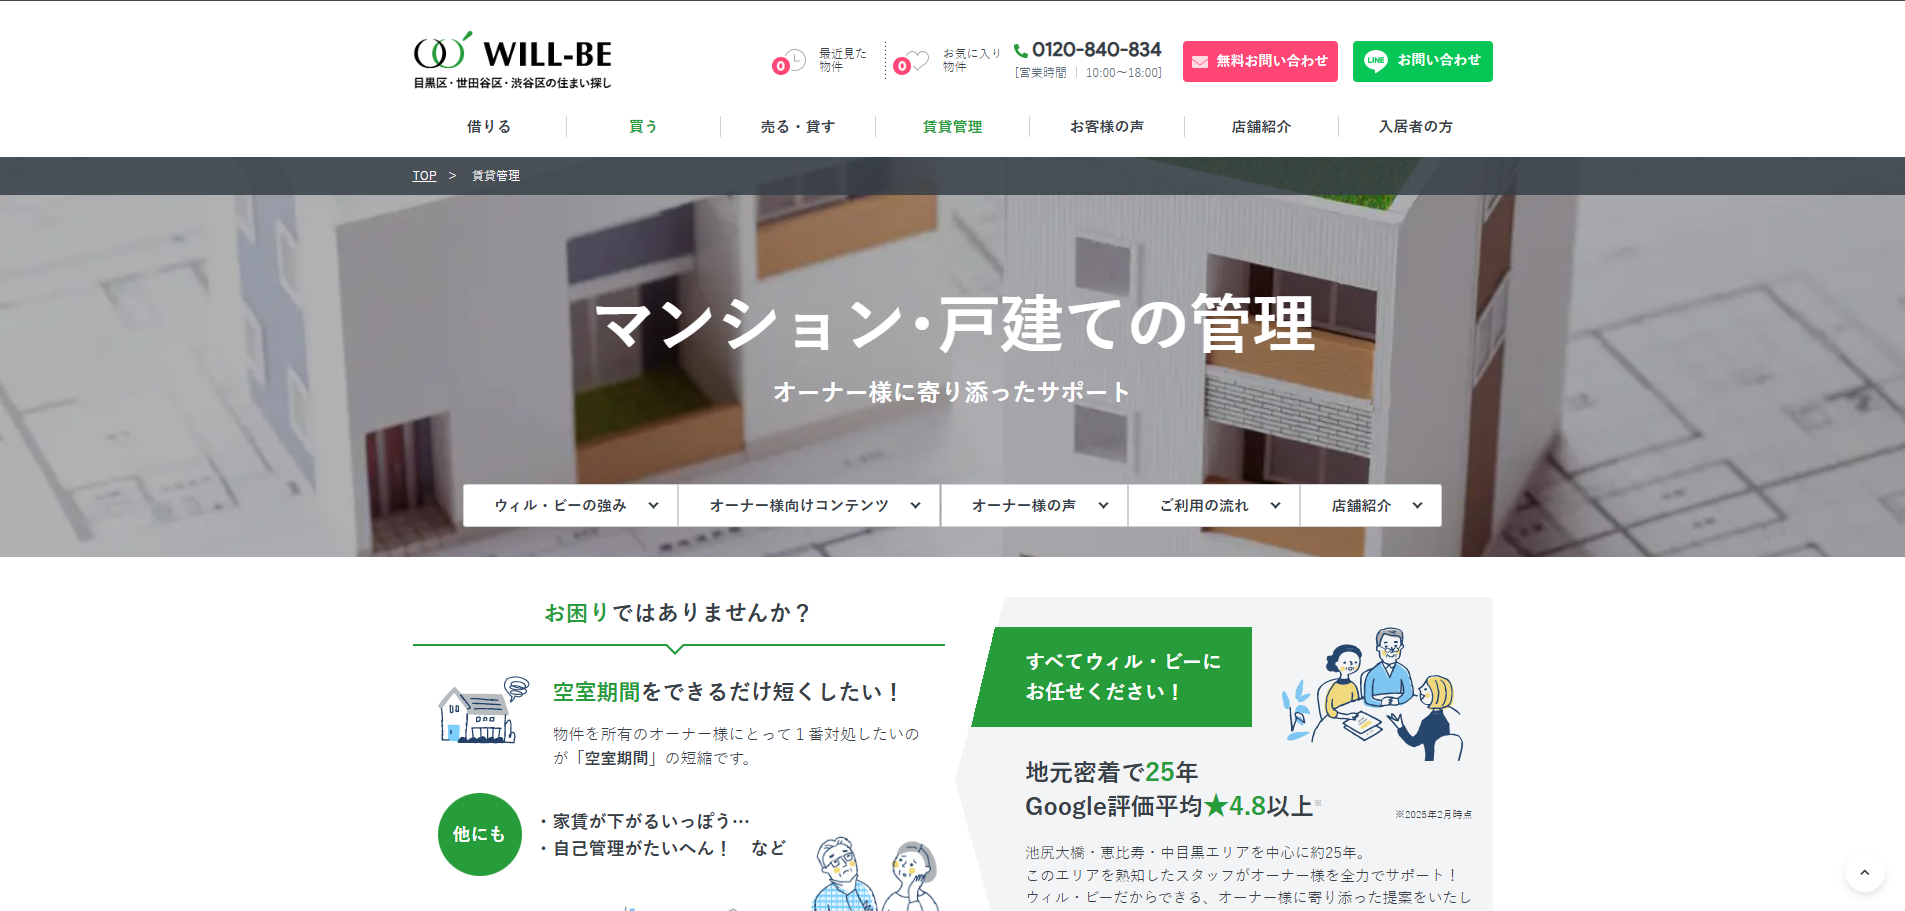 WILL-BE
目黒区・世田谷区・渋谷区の住まい探し
0
最近見た
物件
0
お気に入り
物件
0120-840-834
[営業時間 | 10:00〜18:00]
無料お問い合わせ
LINE
お問い合わせ
借りる
買う
売る・貸す
賃貸管理
お客様の声
店舗紹介
入居者の方
TOP > 賃貸管理
マンション・戸建ての管理
オーナー様に寄り添ったサポート
ウィル・ビーの強み
オーナー様向けコンテンツ
オーナー様の声
ご利用の流れ
店舗紹介
お困りではありませんか？
空室期間をできるだけ短くしたい！
物件を所有のオーナー様にとって１番対処したいの
が「空室期間」の短縮です。
他にも
・家賃が下がるいっぽう…
・自己管理がたいへん！　など
すべてウィル・ビーに
お任せください！
地元密着で25年
Google評価平均★4.8以上※
※2025年2月時点
池尻大橋・恵比寿・中目黒エリアを中心に約25年。
このエリアを熟知したスタッフがオーナー様を全力でサポート！
ウィル・ビーだからできる、オーナー様に寄り添った提案をいたし